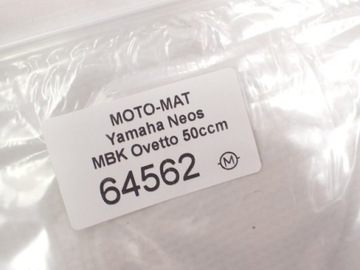 MOTO-MAT
Yamaha Neos
MBK Ovetto 50ccm
64562
M